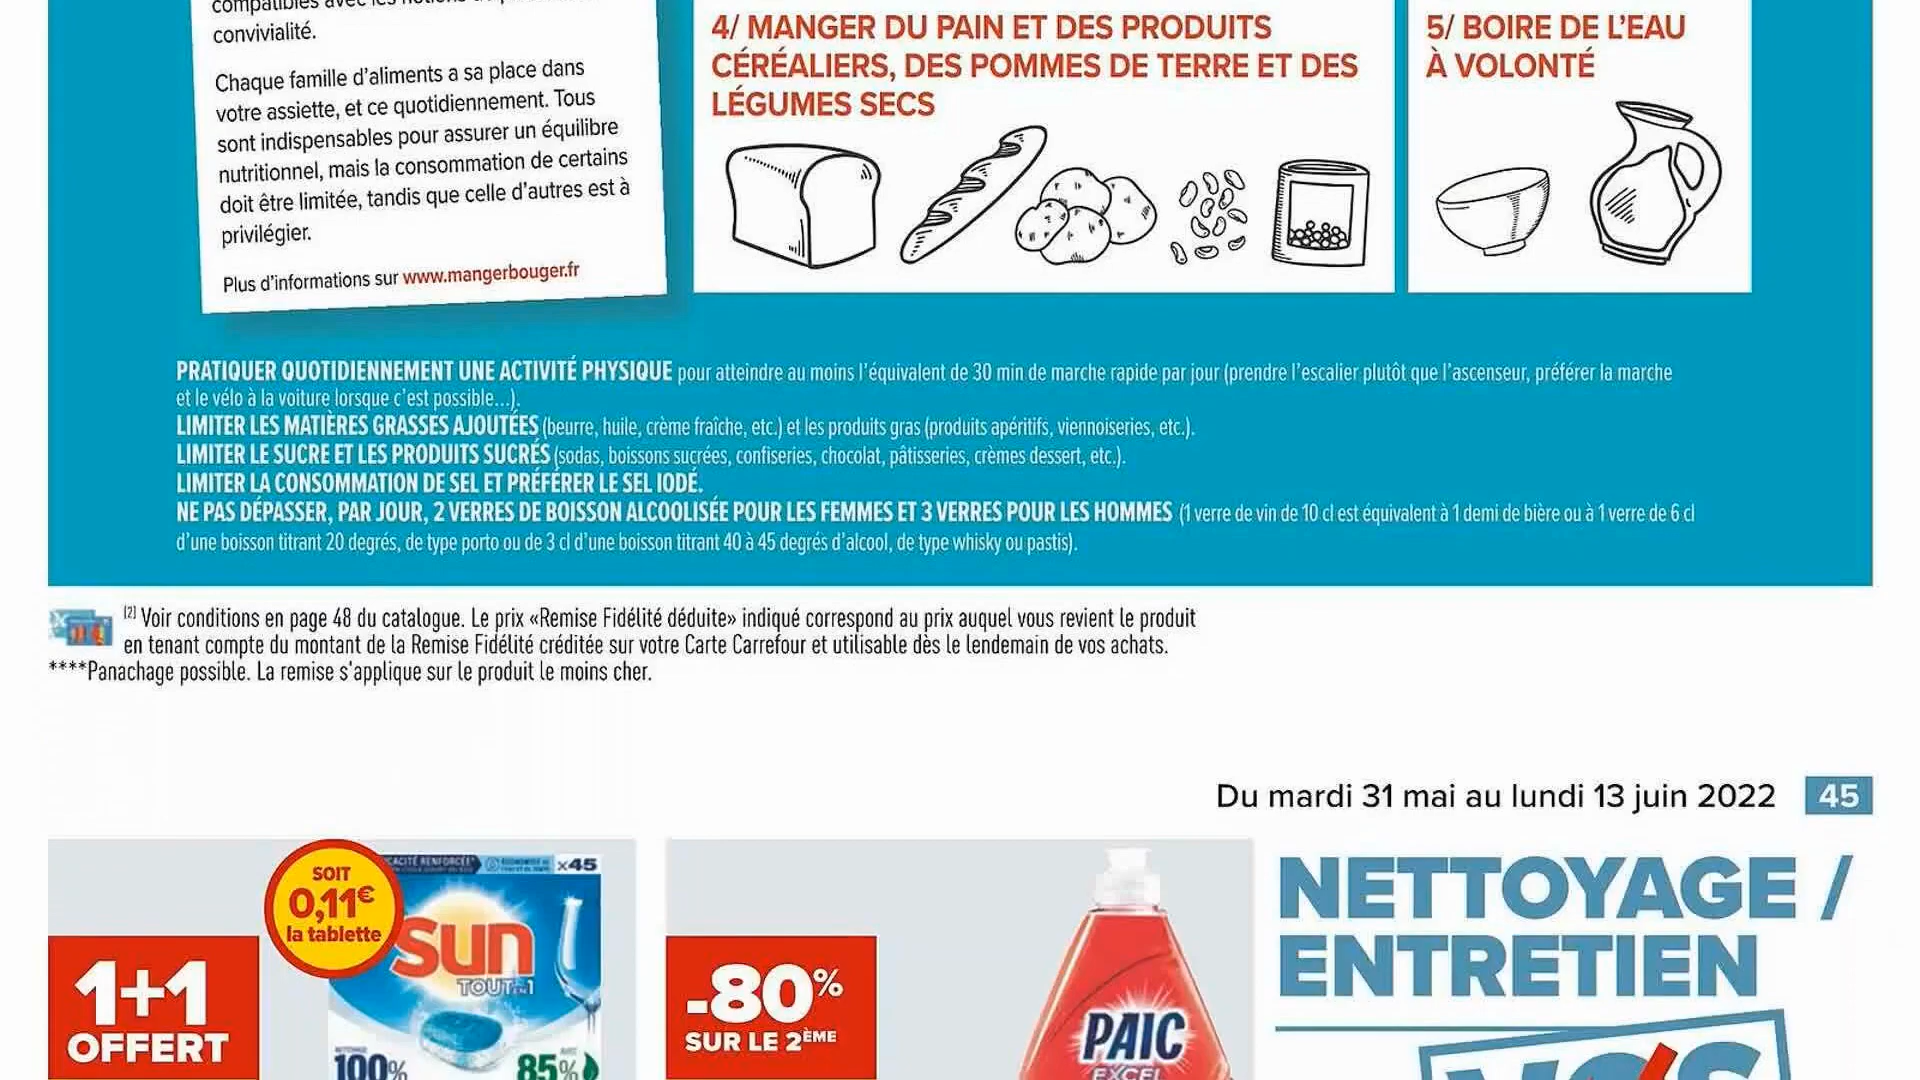 convivialité.
Chaque famille d'aliments a sa place dans
votre assiette, et ce quotidiennement. Tous
sont indispensables pour assurer un équilibre
nutritionnel, mais la consommation de certains
doit être limitée, tandis que celle d'autres est à
privilégier.
Plus d'informations sur www.mangerbouger.fr
4/ MANGER DU PAIN ET DES PRODUITS
CÉRÉALIERS, DES POMMES DE TERRE ET DES
LÉGUMES SECS
5/ BOIRE DE L'EAU
À VOLONTÉ
PRATIQUER QUOTIDIENNEMENT UNE ACTIVITÉ PHYSIQUE pour atteindre au moins l'équivalent de 30 min de marche rapide par jour (prendre l'escalier plutôt que l'ascenseur, préférer la marche
et le vélo à la voiture lorsque c'est possible...).
LIMITER LES MATIÈRES GRASSES AJOUTÉES (beurre, huile, crème fraîche, etc.) et les produits gras (produits apéritifs, viennoiseries, etc.).
LIMITER LE SUCRE ET LES PRODUITS SUCRÉS (sodas, boissons sucrées, confiseries, chocolat, pâtisseries, crèmes dessert, etc.).
LIMITER LA CONSOMMATION DE SEL ET PRÉFÉRER LE SEL IODÉ.
NE PAS DÉPASSER, PAR JOUR, 2 VERRES DE BOISSON ALCOOLISÉE POUR LES FEMMES ET 3 VERRES POUR LES HOMMES (1 verre de vin de 10 cl est équivalent à 1 demi de bière ou à 1 verre de 6 cl
d'une boisson titrant 20 degrés, de type porto ou de 3 cl d'une boisson titrant 40 à 45 degrés d'alcool, de type whisky ou pastis).
(2) Voir conditions en page 48 du catalogue. Le prix «Remise Fidélité déduite» indiqué correspond au prix auquel vous revient le produit
en tenant compte du montant de la Remise Fidélité créditée sur votre Carte Carrefour et utilisable dès le lendemain de vos achats.
****Panachage possible. La remise s'applique sur le produit le moins cher.
Du mardi 31 mai au lundi 13 juin 2022 45
SOIT
0,11€
la tablette
x45
sun
TOUT EN 1
100%
85%
1+1
OFFERT
-80%
SUR LE 2ÈME
PAIC
EXCEL
NETTOYAGE /
ENTRETIEN